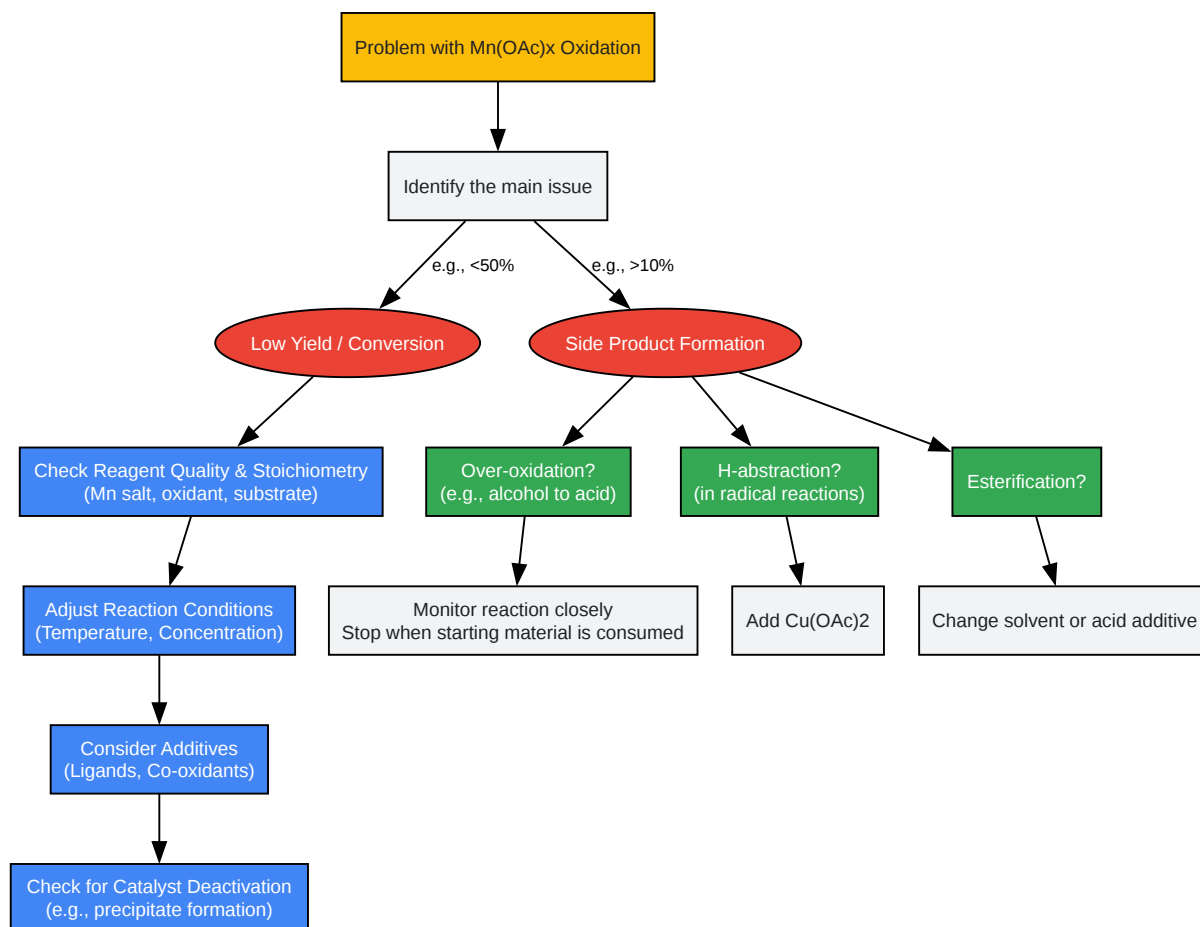 Problem with Mn(OAc)x Oxidation
Identify the main issue
e.g., <50%
e.g., >10%
Low Yield / Conversion
Side Product Formation
Check Reagent Quality & Stoichiometry
(Mn salt, oxidant, substrate)
Over-oxidation?
(e.g., alcohol to acid)
H-abstraction?
(in radical reactions)
Esterification?
Adjust Reaction Conditions
(Temperature, Concentration)
Monitor reaction closely
Stop when starting material is consumed
Add Cu(OAc)2
Change solvent or acid additive
Consider Additives
(Ligands, Co-oxidants)
Check for Catalyst Deactivation
(e.g., precipitate formation)